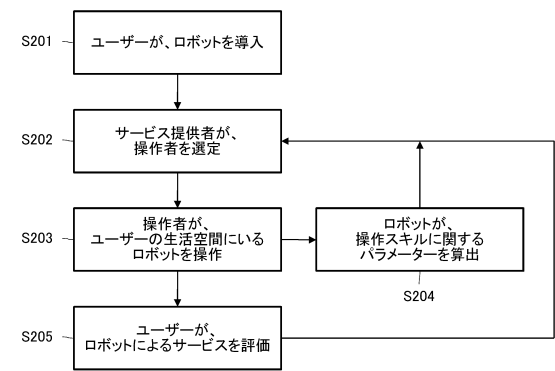 S201
ユーザーが、ロボットを導入
S202
サービス提供者が、
操作者を選定
S203
操作者が、
ユーザーの生活空間にいる
ロボットを操作
ロボットが、
操作スキルに関する
パラメーターを算出
S204
S205
ユーザーが、
ロボットによるサービスを評価